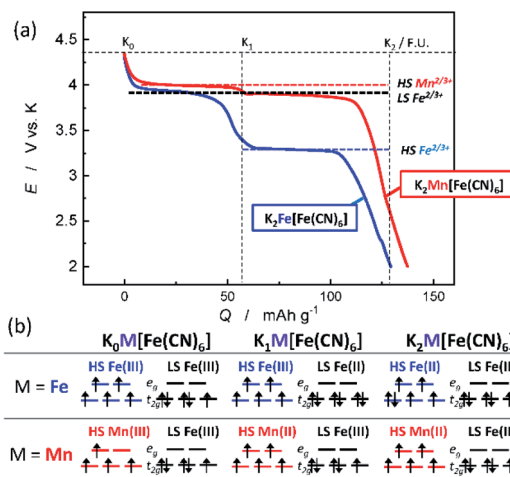 (a)
K0 K1 K2 / F.U.
4.5
4
3.5
3
2.5
2
E / V vs. K
HS Mn2/3+
LS Fe2/3+
HS Fe2/3+
K2Mn[Fe(CN)6]
K2Fe[Fe(CN)6]
0 50 100 150
Q / mAh g-1
(b)
K0M[Fe(CN)6] K1M[Fe(CN)6] K2M[Fe(CN)6]
HS Fe(III) LS Fe(III) HS Fe(III) LS Fe(II) HS Fe(II) LS Fe(II)
M = Fe eg eg eg
t2g t2g t2g
HS Mn(III) LS Fe(III) HS Mn(II) LS Fe(III) HS Mn(II) LS Fe(II)
M = Mn eg eg eg
t2g t2g t2g